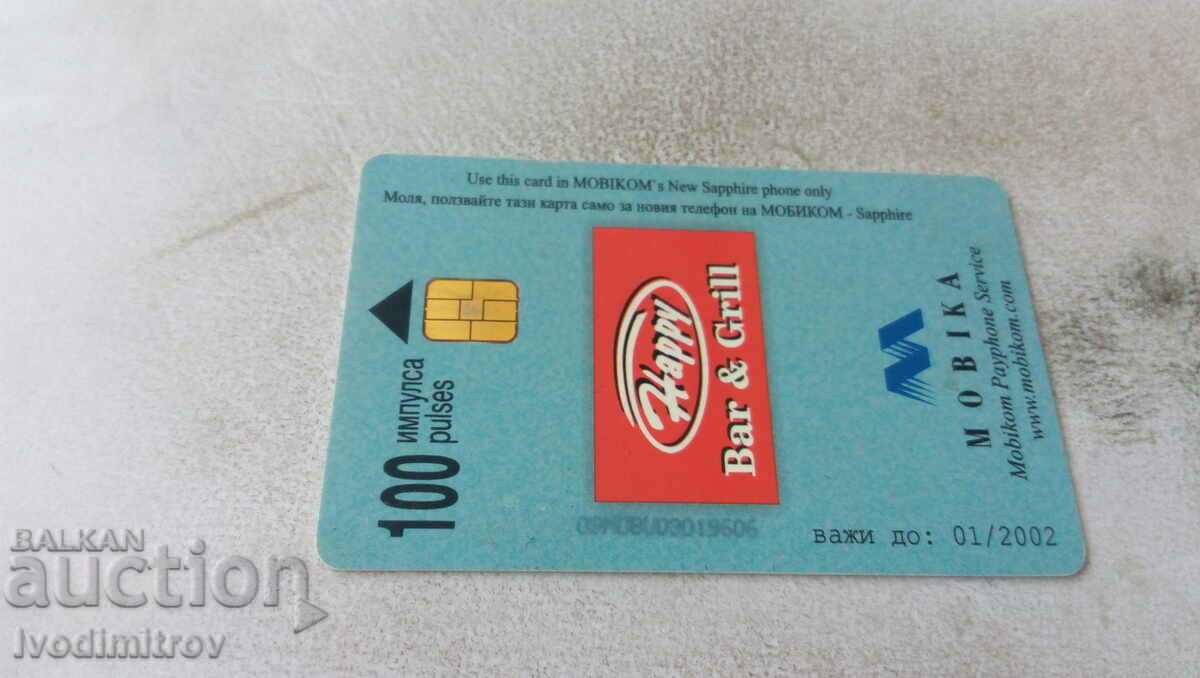 Use this card in MOBIKOM`s New Sapphire phone only
Моля, ползвайте тази карта само за новия телефон на МОБИКОМ - Sapphire
100 импулса
pulses
Happy
Bar & Grill
MOBIKA
Mobikom Payphone Service
www.mobikom.com
важи до: 01/2002
BALKAN
auction
Ivodimitrov